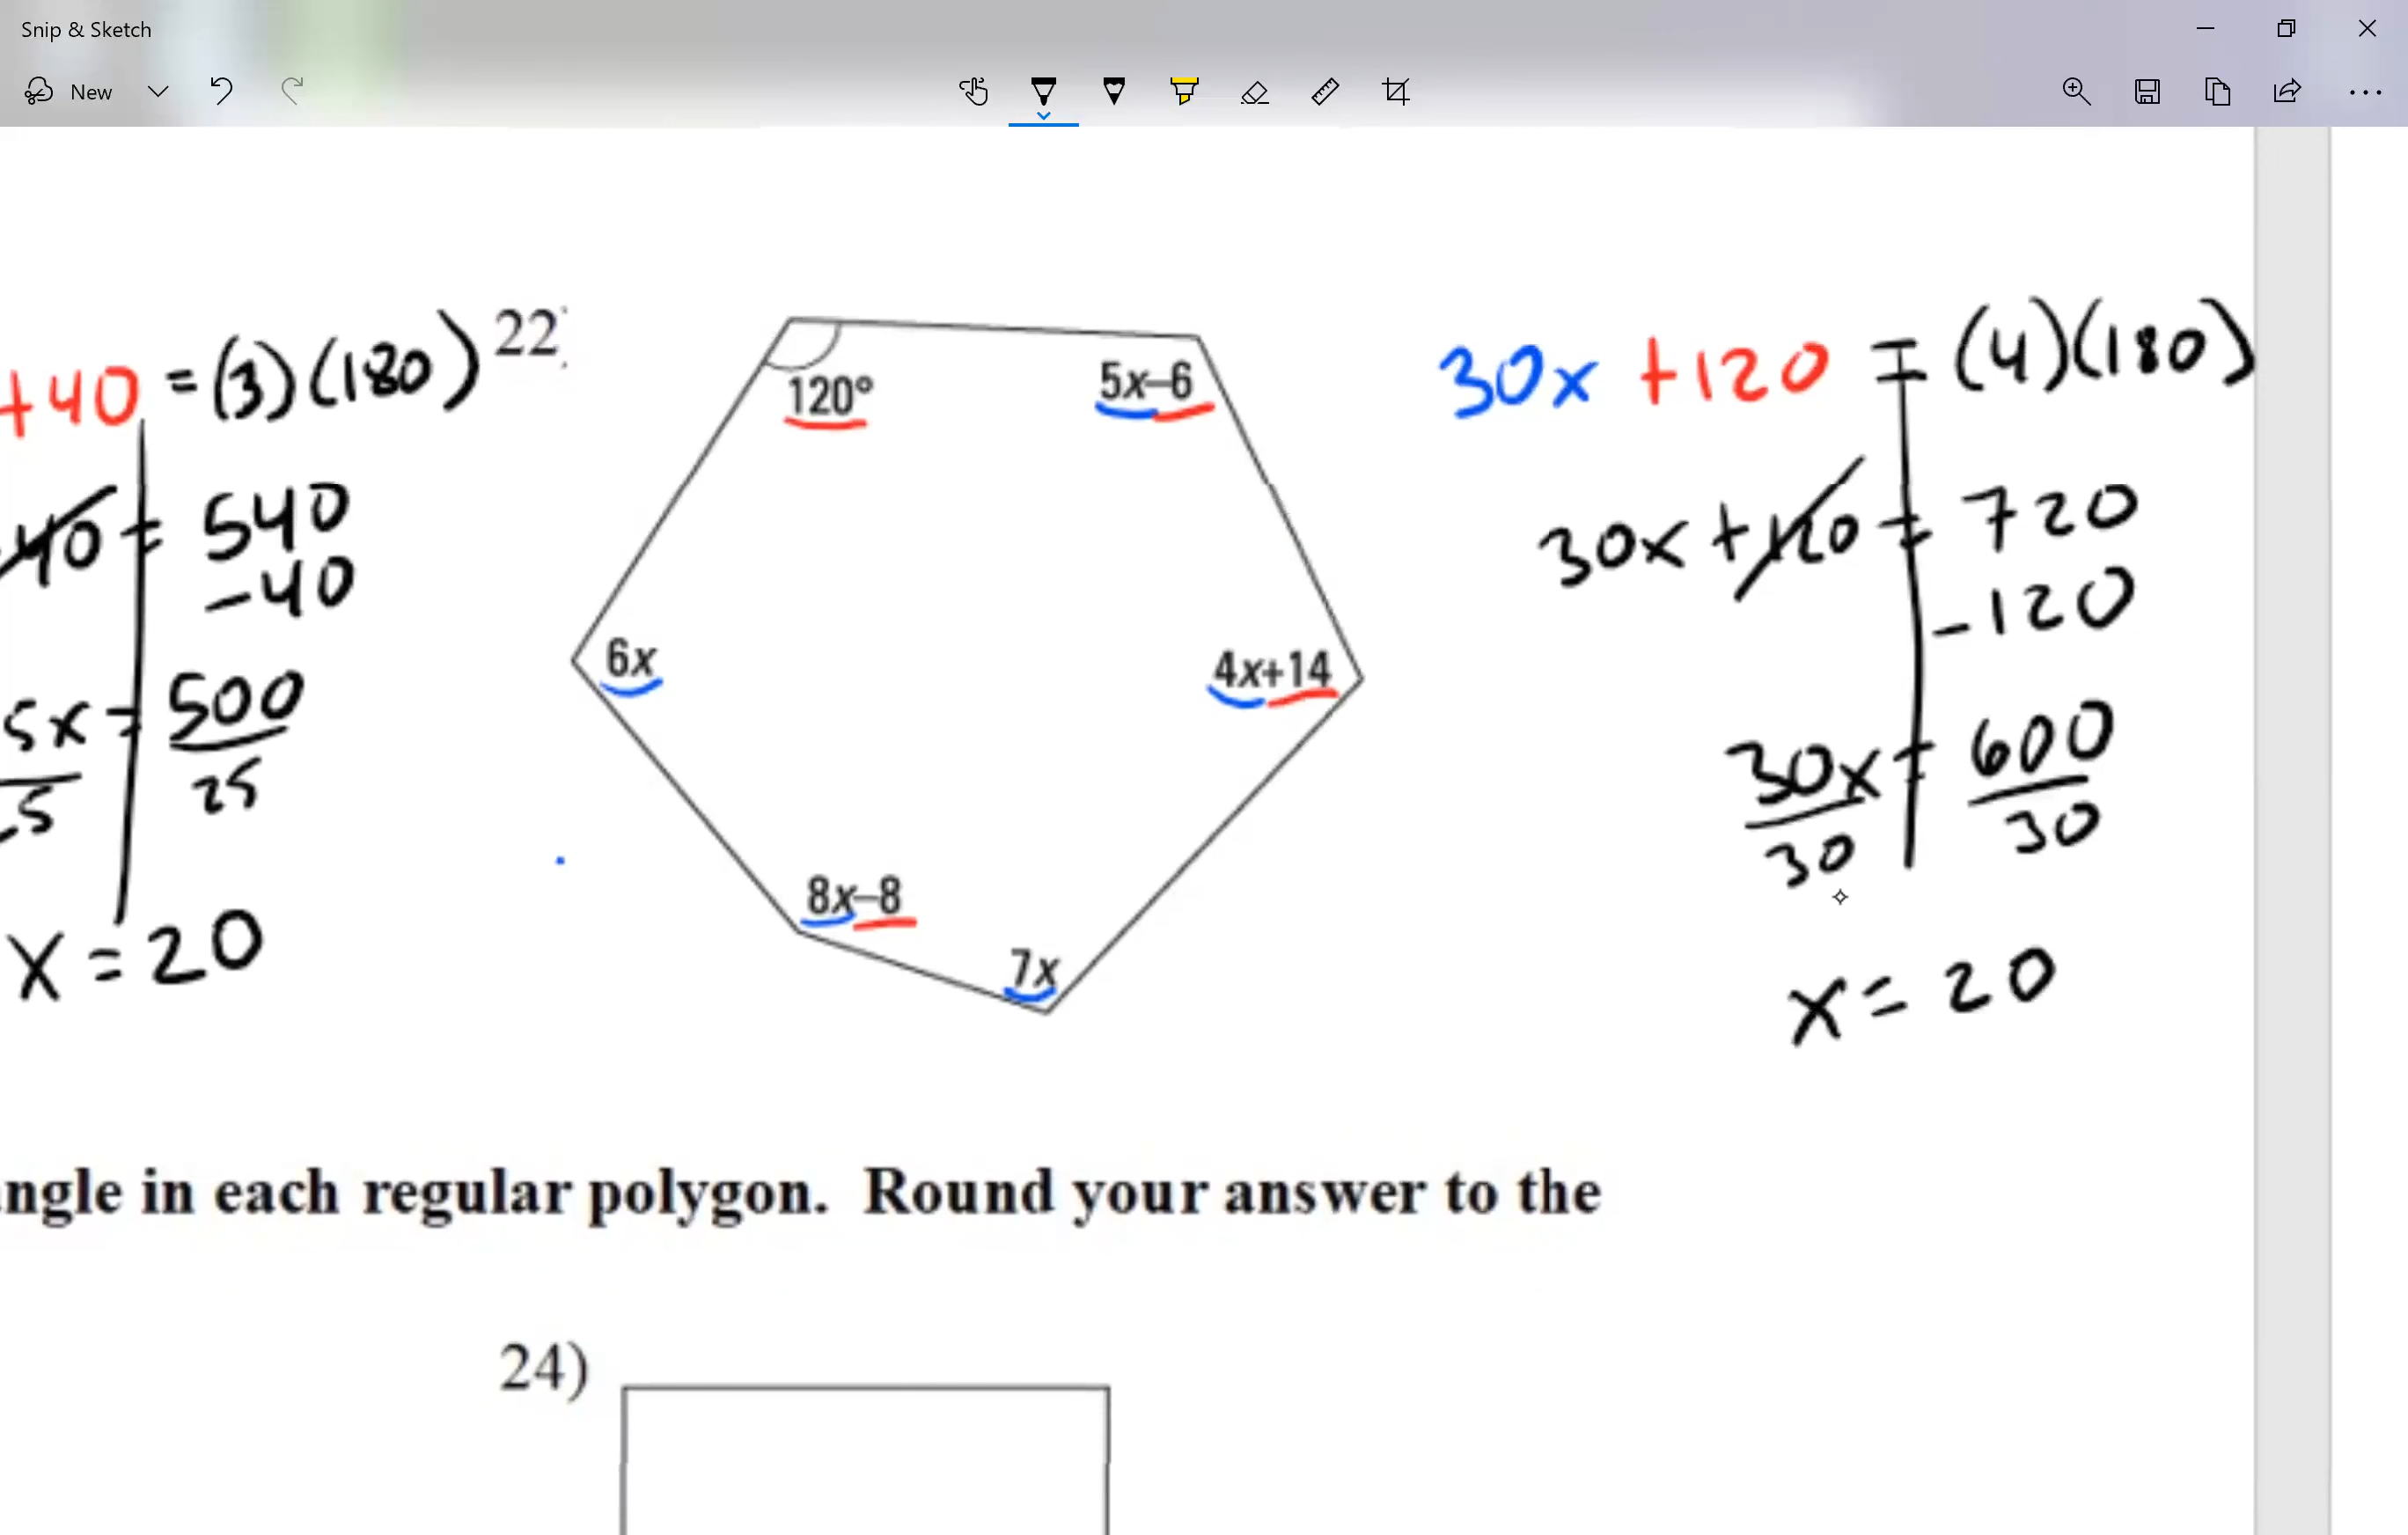 Snip & Sketch
New
+40 = (3)(180)
40 = 540
-40
5x = 500
5 25
x = 20
22)
120°
5x–6
6x
4x+14
8x–8
7x
30x +120 = (4)(180)
30x + 120 = 720
-120
30x = 600
30 30
x = 20
ngle in each regular polygon. Round your answer to the
24)